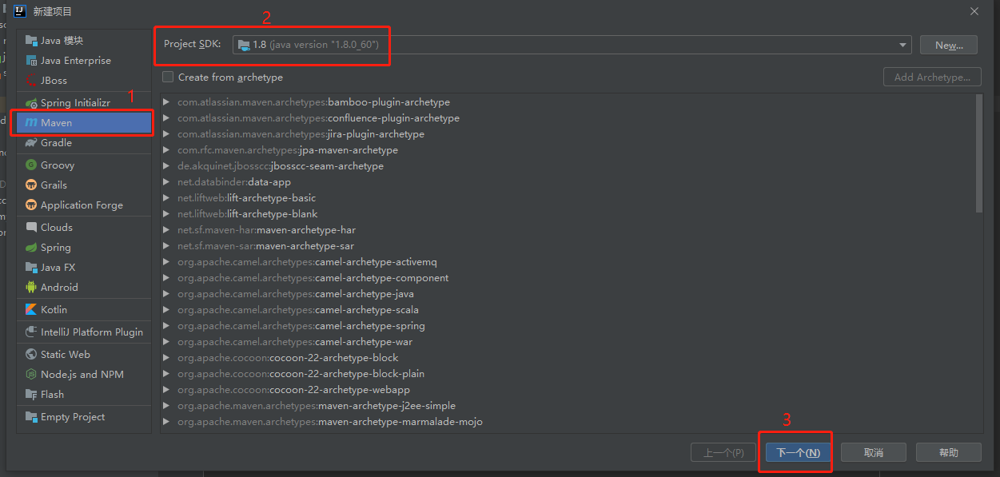 新建项目
2
Java 模块
Java Enterprise
JBoss
Spring Initializr
1
Maven
Gradle
Groovy
Grails
Application Forge
Clouds
Spring
Java FX
Android
Kotlin
IntelliJ Platform Plugin
Static Web
Node.js and NPM
Flash
Empty Project
Project SDK:
1.8 (java version "1.8.0_60")
New...
Create from archetype
Add Archetype...
com.atlassian.maven.archetypes:bamboo-plugin-archetype
com.atlassian.maven.archetypes:confluence-plugin-archetype
com.atlassian.maven.archetypes:jira-plugin-archetype
com.rfc.maven.archetypes:jpa-maven-archetype
de.akquinet.jbosscc:jbosscc-seam-archetype
net.databinder:data-app
net.liftweb:lift-archetype-basic
net.liftweb:lift-archetype-blank
net.sf.maven-har:maven-archetype-har
net.sf.maven-sar:maven-archetype-sar
org.apache.camel.archetypes:camel-archetype-activemq
org.apache.camel.archetypes:camel-archetype-component
org.apache.camel.archetypes:camel-archetype-java
org.apache.camel.archetypes:camel-archetype-scala
org.apache.camel.archetypes:camel-archetype-spring
org.apache.camel.archetypes:camel-archetype-war
org.apache.cocoon:cocoon-22-archetype-block
org.apache.cocoon:cocoon-22-archetype-block-plain
org.apache.cocoon:cocoon-22-archetype-webapp
org.apache.maven.archetypes:maven-archetype-j2ee-simple
org.apache.maven.archetypes:maven-archetype-marmalade-mojo
3
上一个(P)
下一个(N)
取消
帮助